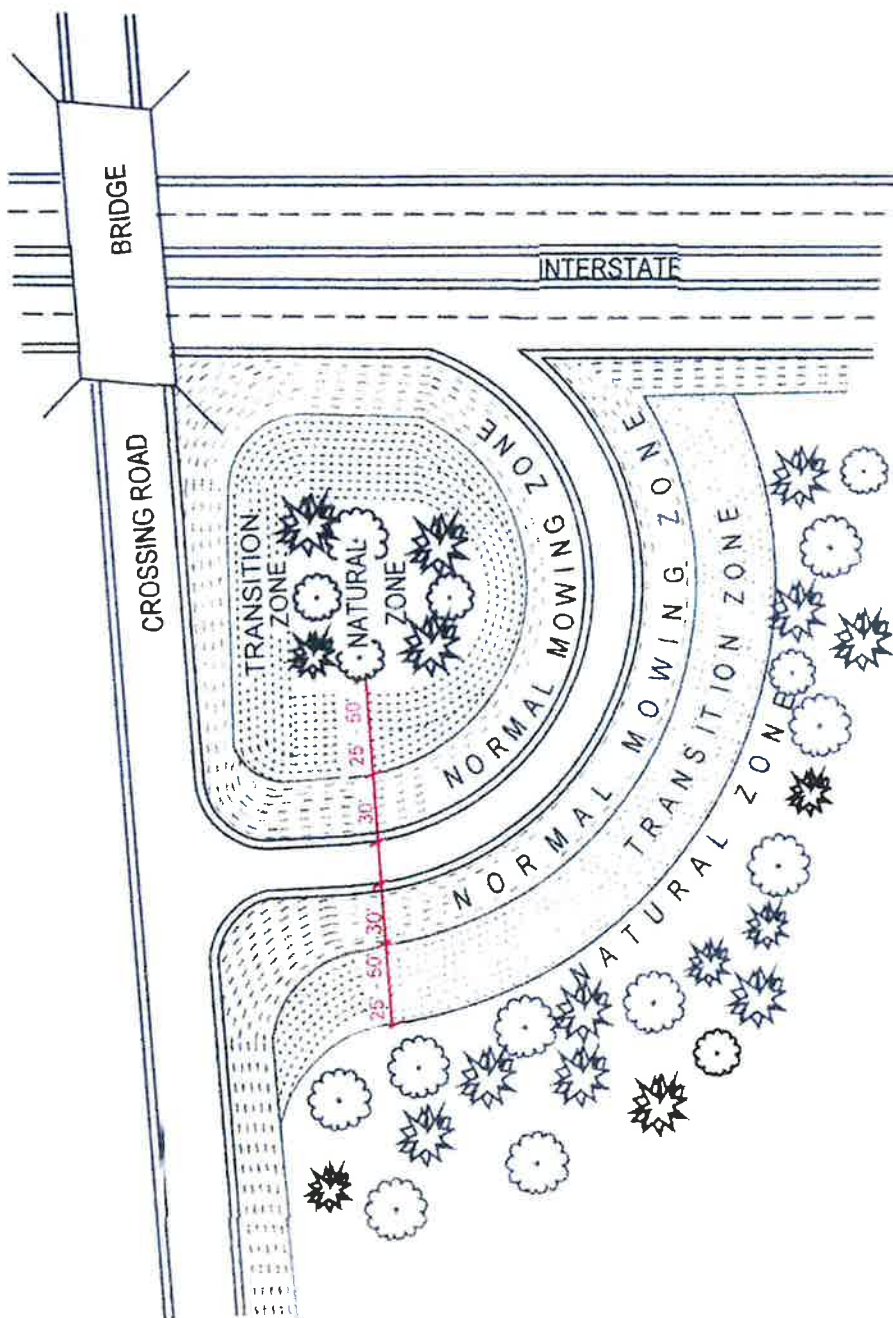 BRIDGE
INTERSTATE
CROSSING ROAD
TRANSITION
ZONE
NATURAL
ZONE
NORMAL MOWING ZONE
NORMAL MOWING ZONE
TRANSITION ZONE
NATURAL ZONE
25' - 50'
30'
30'
25' - 50'